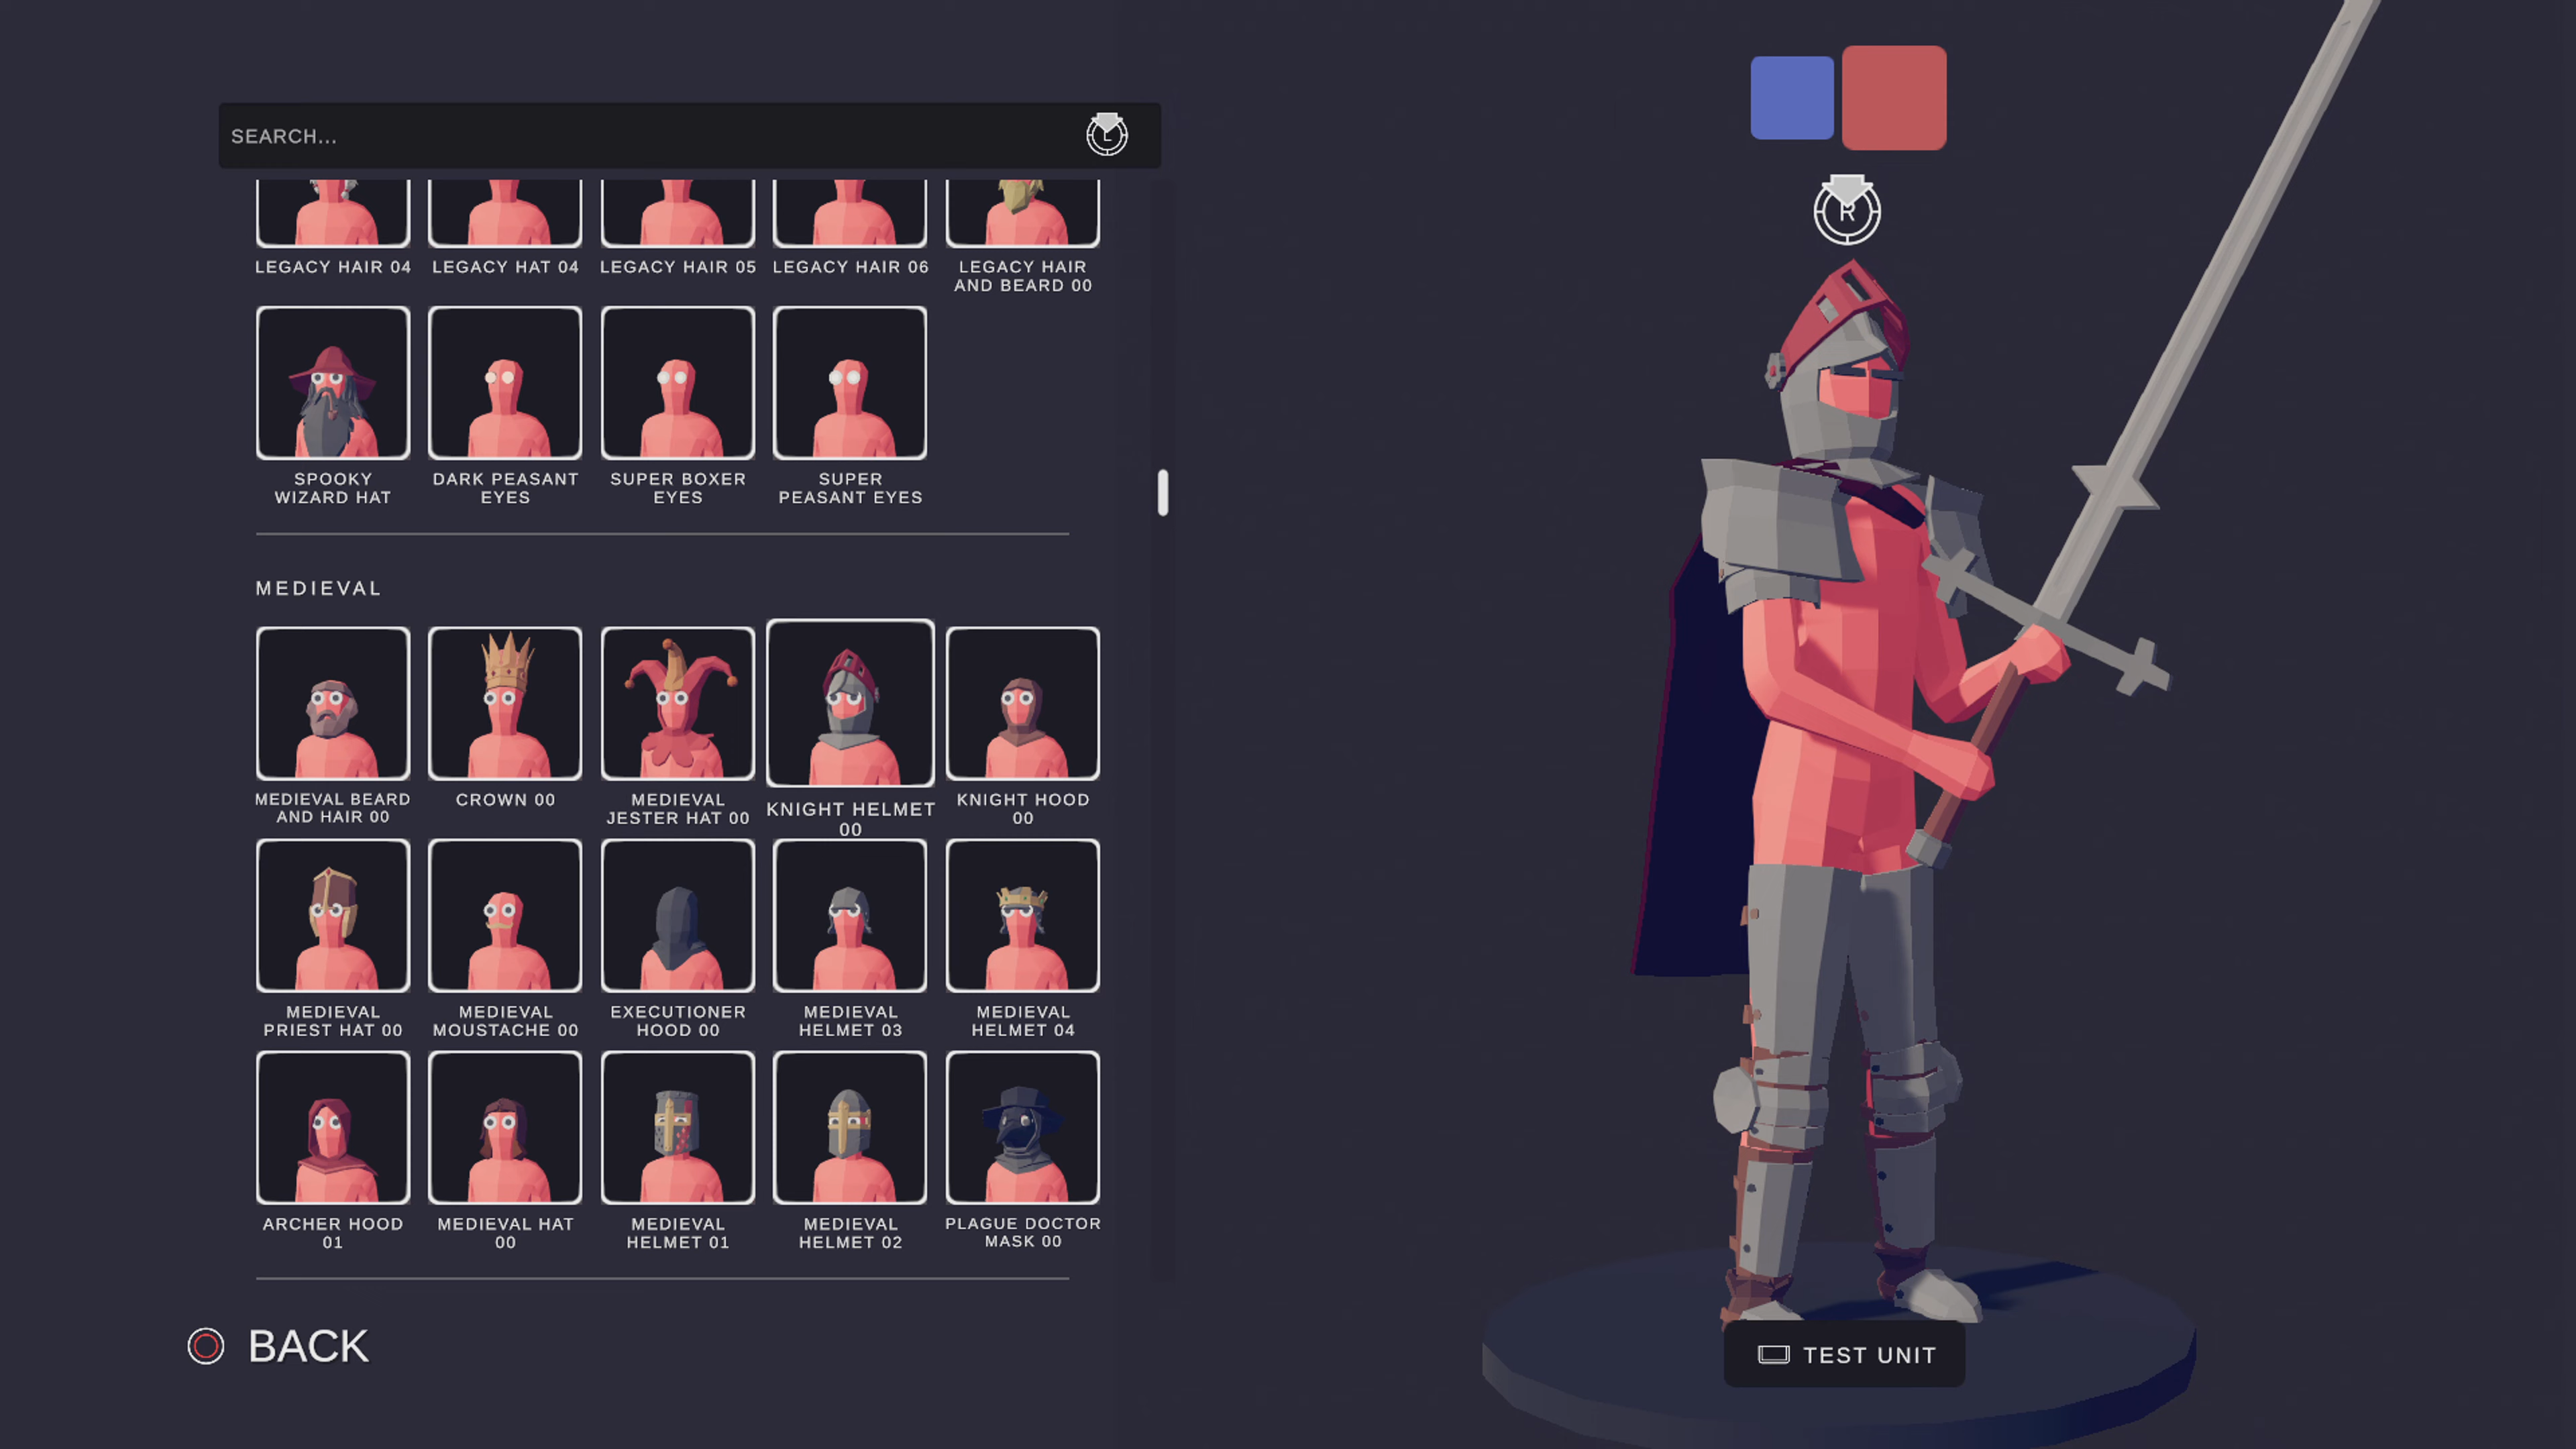 SEARCH...
L
R
LEGACY HAIR 04
LEGACY HAT 04
LEGACY HAIR 05
LEGACY HAIR 06
LEGACY HAIR
AND BEARD 00
SPOOKY
WIZARD HAT
DARK PEASANT
EYES
SUPER BOXER
EYES
SUPER
PEASANT EYES
MEDIEVAL
MEDIEVAL BEARD
AND HAIR 00
CROWN 00
MEDIEVAL
JESTER HAT 00
KNIGHT HELMET
00
KNIGHT HOOD
00
MEDIEVAL
PRIEST HAT 00
MEDIEVAL
MOUSTACHE 00
EXECUTIONER
HOOD 00
MEDIEVAL
HELMET 03
MEDIEVAL
HELMET 04
ARCHER HOOD
01
MEDIEVAL HAT
00
MEDIEVAL
HELMET 01
MEDIEVAL
HELMET 02
PLAGUE DOCTOR
MASK 00
BACK
TEST UNIT